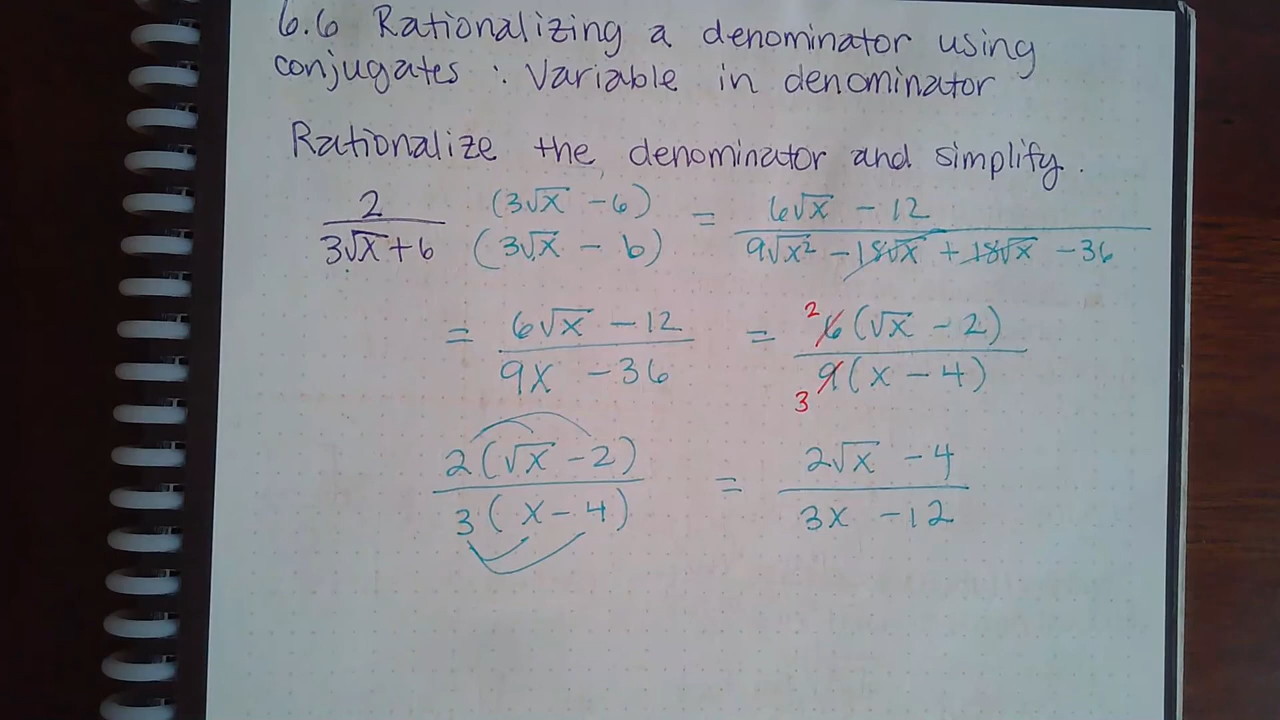 6.6 Rationalizing a denominator using
conjugates : Variable in denominator
Rationalize the denominator and simplify.
2/(3√x + 6) (3√x - 6)/(3√x - 6) = (6√x - 12)/(9√x² - 18√x + 18√x - 36)
= (6√x - 12)/(9x - 36) = 2 6(√x - 2)/3 9(x - 4)
2(√x - 2)/3(x - 4) = (2√x - 4)/(3x - 12)